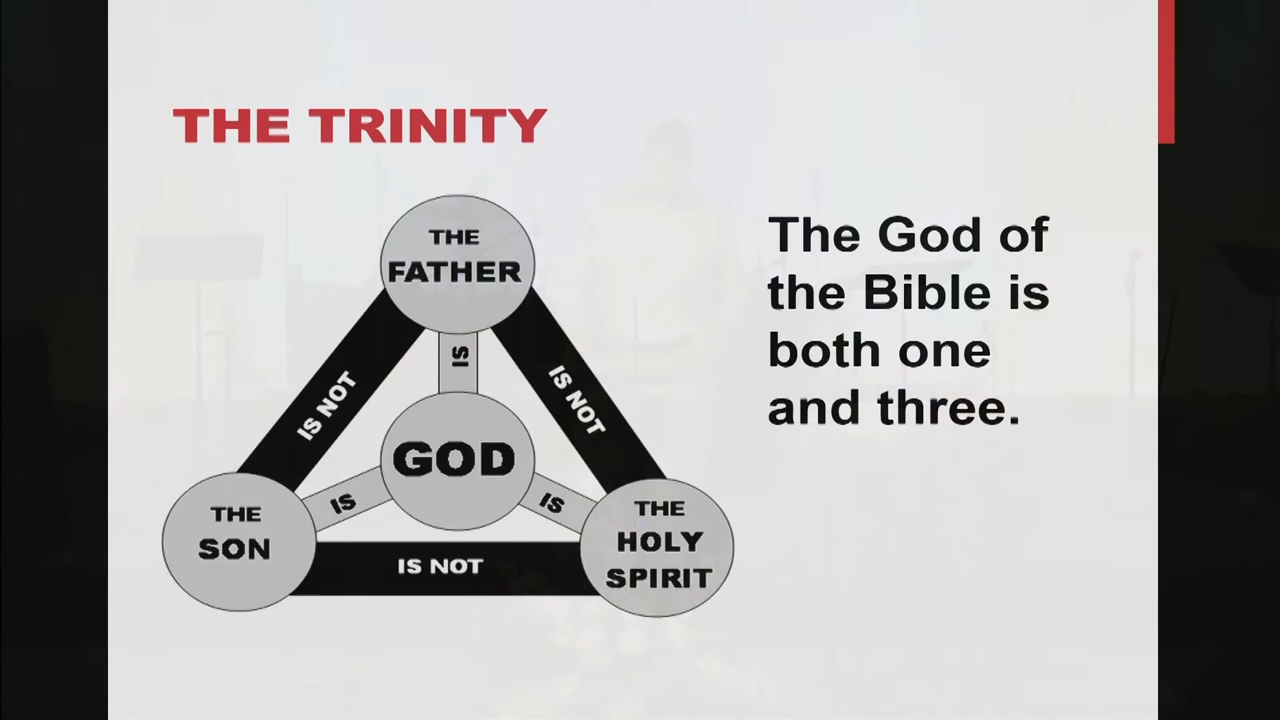 THE TRINITY
THE
FATHER
IS
IS NOT
IS NOT
GOD
IS
IS
THE
SON
THE
HOLY
SPIRIT
IS NOT
The God of
the Bible is
both one
and three.